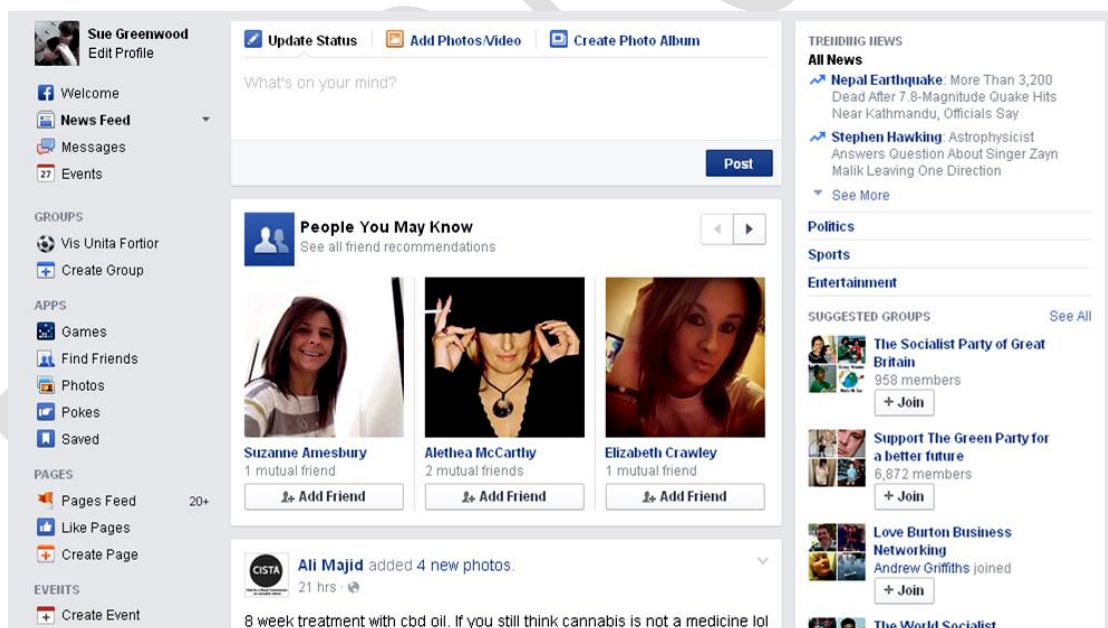 Sue Greenwood
Edit Profile
Welcome
News Feed
Messages
27 Events
GROUPS
Vis Unita Fortior
Create Group
APPS
Games
Find Friends
Photos
Pokes
Saved
PAGES
Pages Feed 20+
Like Pages
Create Page
EVENTS
Create Event
Update Status Add Photos/Video Create Photo Album
What's on your mind?
Post
People You May Know
See all friend recommendations
Suzanne Amesbury
1 mutual friend
Add Friend
Alethea McCarthy
2 mutual friends
Add Friend
Elizabeth Crawley
1 mutual friend
Add Friend
CISTA
Ali Majid added 4 new photos.
21 hrs ·
8 week treatment with cbd oil. If you still think cannabis is not a medicine lol
TRENDING NEWS
All News
Nepal Earthquake: More Than 3,200
Dead After 7.8-Magnitude Quake Hits
Near Kathmandu, Officials Say
Stephen Hawking: Astrophysicist
Answers Question About Singer Zayn
Malik Leaving One Direction
See More
Politics
Sports
Entertainment
SUGGESTED GROUPS See All
The Socialist Party of Great
Britain
958 members
+ Join
Support The Green Party for
a better future
6,872 members
+ Join
Love Burton Business
Networking
Andrew Griffiths joined
+ Join
The World Socialist